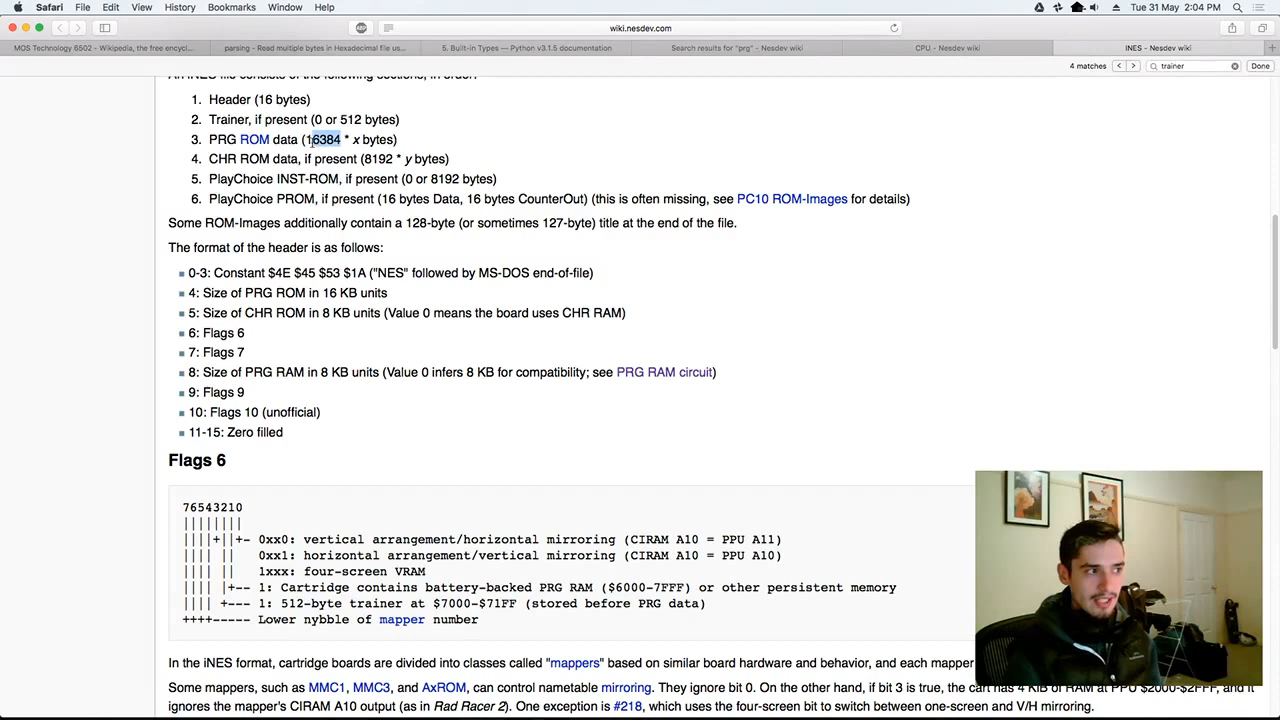 Safari File Edit View History Bookmarks Window Help Tue 31 May 2:04 PM
wiki.nesdev.com
MOS Technology 6502 - Wikipedia, the free encycl... parsing - Read multiple bytes in Hexadecimal file us... 5. Built-in Types — Python v3.1.5 documentation Search results for "prg" - Nesdev wiki CPU - Nesdev wiki INES - Nesdev wiki
4 matches trainer Done
An iNES file consists of the following sections, in order:
1. Header (16 bytes)
2. Trainer, if present (0 or 512 bytes)
3. PRG ROM data (16384 * x bytes)
4. CHR ROM data, if present (8192 * y bytes)
5. PlayChoice INST-ROM, if present (0 or 8192 bytes)
6. PlayChoice PROM, if present (16 bytes Data, 16 bytes CounterOut) (this is often missing, see PC10 ROM-Images for details)
Some ROM-Images additionally contain a 128-byte (or sometimes 127-byte) title at the end of the file.
The format of the header is as follows:
0-3: Constant $4E $45 $53 $1A ("NES" followed by MS-DOS end-of-file)
4: Size of PRG ROM in 16 KB units
5: Size of CHR ROM in 8 KB units (Value 0 means the board uses CHR RAM)
6: Flags 6
7: Flags 7
8: Size of PRG RAM in 8 KB units (Value 0 infers 8 KB for compatibility; see PRG RAM circuit)
9: Flags 9
10: Flags 10 (unofficial)
11-15: Zero filled
Flags 6
76543210
||||||||
||||+||+- 0xx0: vertical arrangement/horizontal mirroring (CIRAM A10 = PPU A11)
|||| || 0xx1: horizontal arrangement/vertical mirroring (CIRAM A10 = PPU A10)
|||| || 1xxx: four-screen VRAM
|||| |+-- 1: Cartridge contains battery-backed PRG RAM ($6000-7FFF) or other persistent memory
|||| +--- 1: 512-byte trainer at $7000-$71FF (stored before PRG data)
++++----- Lower nybble of mapper number
In the iNES format, cartridge boards are divided into classes called "mappers" based on similar board hardware and behavior, and each mapper
Some mappers, such as MMC1, MMC3, and AxROM, can control nametable mirroring. They ignore bit 0. On the other hand, if bit 3 is true, the cart has 4 KiB of RAM at PPU $2000-$2FFF, and it
ignores the mapper's CIRAM A10 output (as in Rad Racer 2). One exception is #218, which uses the four-screen bit to switch between one-screen and V/H mirroring.